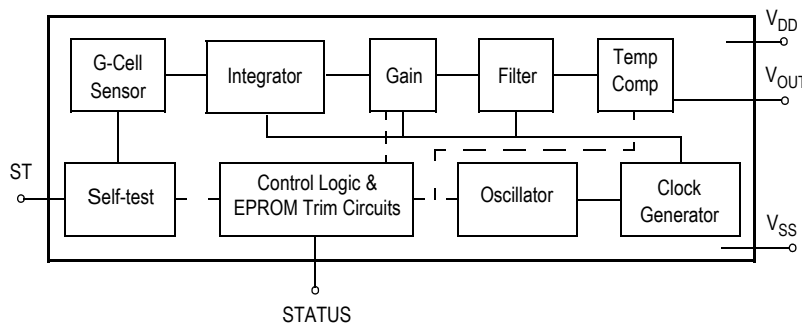 V_DD
G-Cell
Sensor
Integrator
Gain
Filter
Temp
Comp
V_OUT
ST
Self-test
Control Logic &
EPROM Trim Circuits
Oscillator
Clock
Generator
V_SS
STATUS